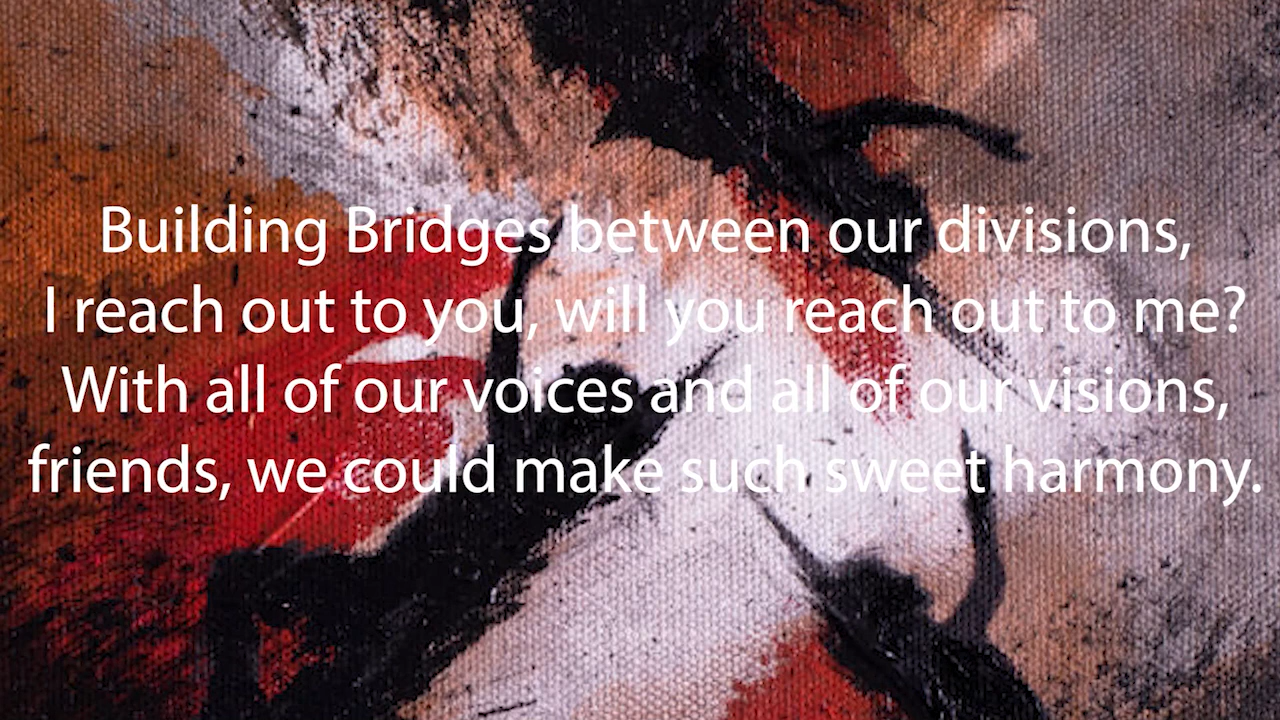 Building Bridges between our divisions,
I reach out to you, will you reach out to me?
With all of our voices and all of our visions,
friends, we could make such sweet harmony.